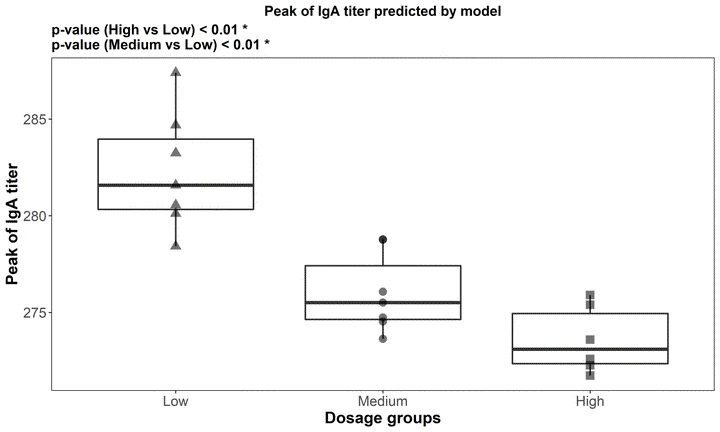 Peak of IgA titer predicted by model
p-value (High vs Low) < 0.01 *
p-value (Medium vs Low) < 0.01 *
Peak of IgA titer
285
280
275
Low
Medium
High
Dosage groups